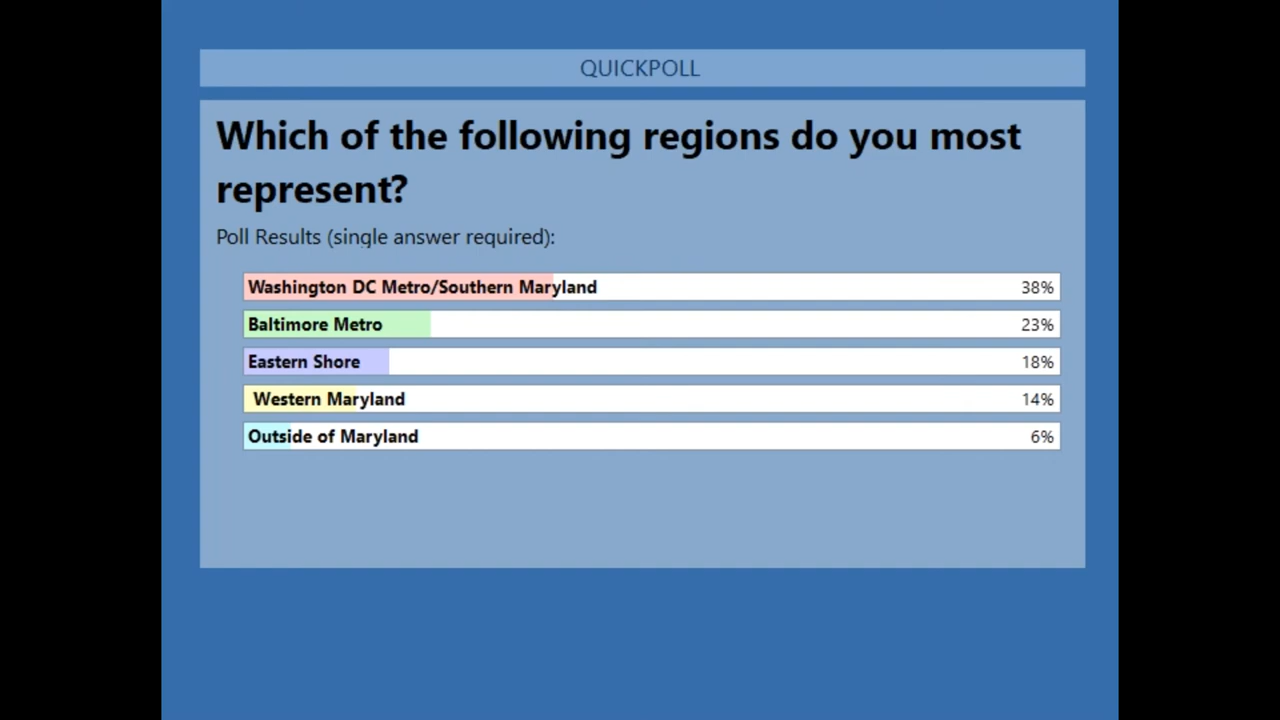 QUICKPOLL
Which of the following regions do you most
represent?
Poll Results (single answer required):
Washington DC Metro/Southern Maryland 38%
Baltimore Metro 23%
Eastern Shore 18%
Western Maryland 14%
Outside of Maryland 6%